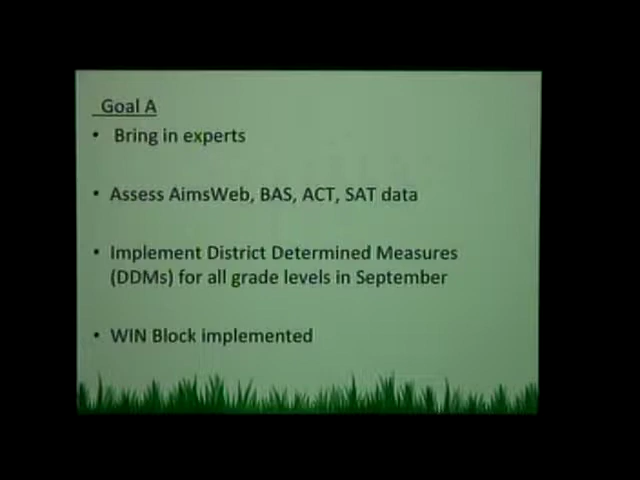 Goal A
• Bring in experts
• Assess AimsWeb, BAS, ACT, SAT data
• Implement District Determined Measures
(DDMs) for all grade levels in September
• WIN Block implemented